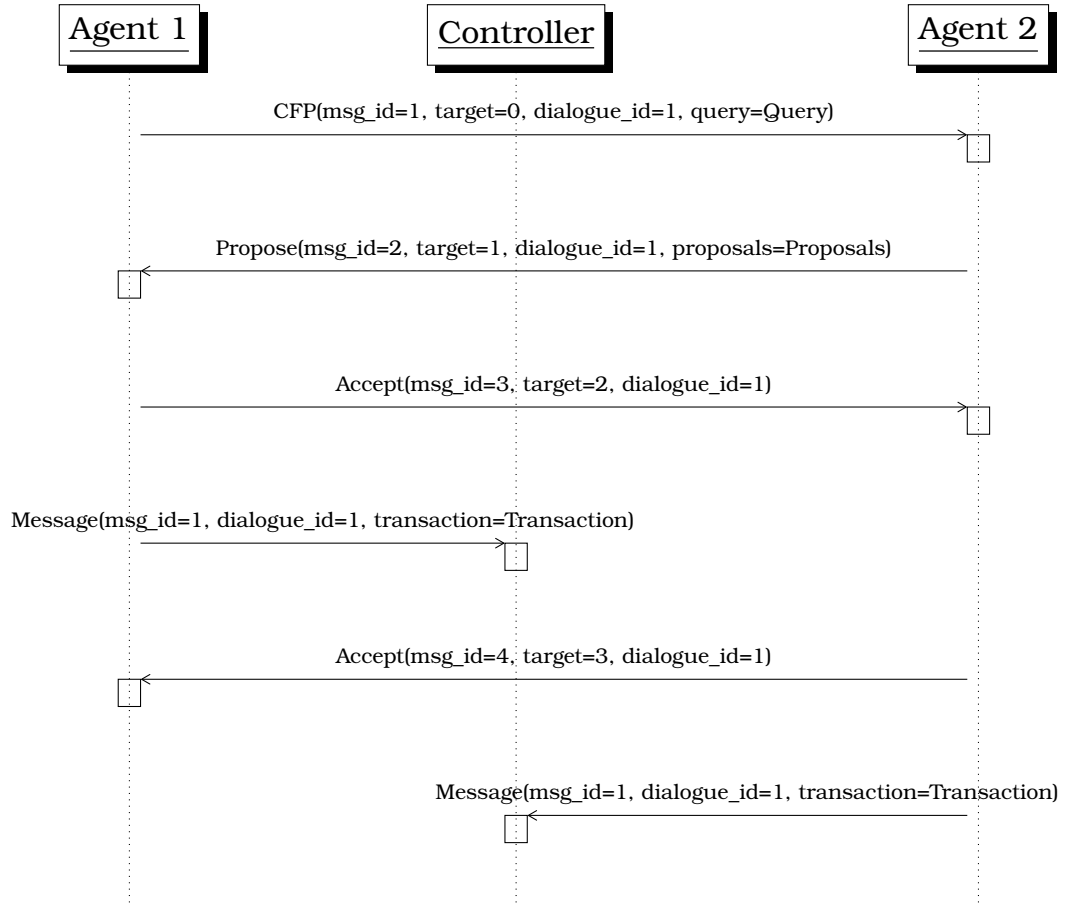 Agent 1
Controller
Agent 2
CFP(msg_id=1, target=0, dialogue_id=1, query=Query)
Propose(msg_id=2, target=1, dialogue_id=1, proposals=Proposals)
Accept(msg_id=3, target=2, dialogue_id=1)
Message(msg_id=1, dialogue_id=1, transaction=Transaction)
Accept(msg_id=4, target=3, dialogue_id=1)
Message(msg_id=1, dialogue_id=1, transaction=Transaction)